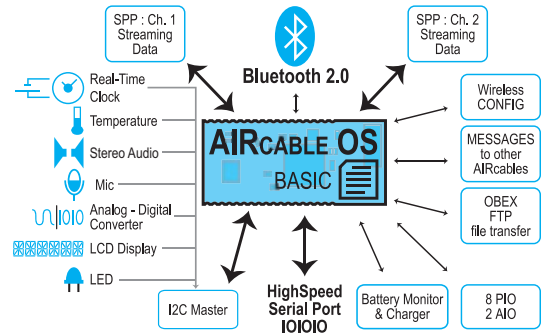 SPP : Ch. 1
Streaming
Data
Bluetooth 2.0
SPP : Ch. 2
Streaming
Data
Real-Time
Clock
Temperature
Stereo Audio
Mic
Analog - Digital
Converter
LCD Display
LED
AIRCABLE OS
BASIC
Wireless
CONFIG
MESSAGES
to other
AIRcables
OBEX
FTP
file transfer
I2C Master
HighSpeed
Serial Port
IOIOIO
Battery Monitor
& Charger
8 PIO
2 AIO